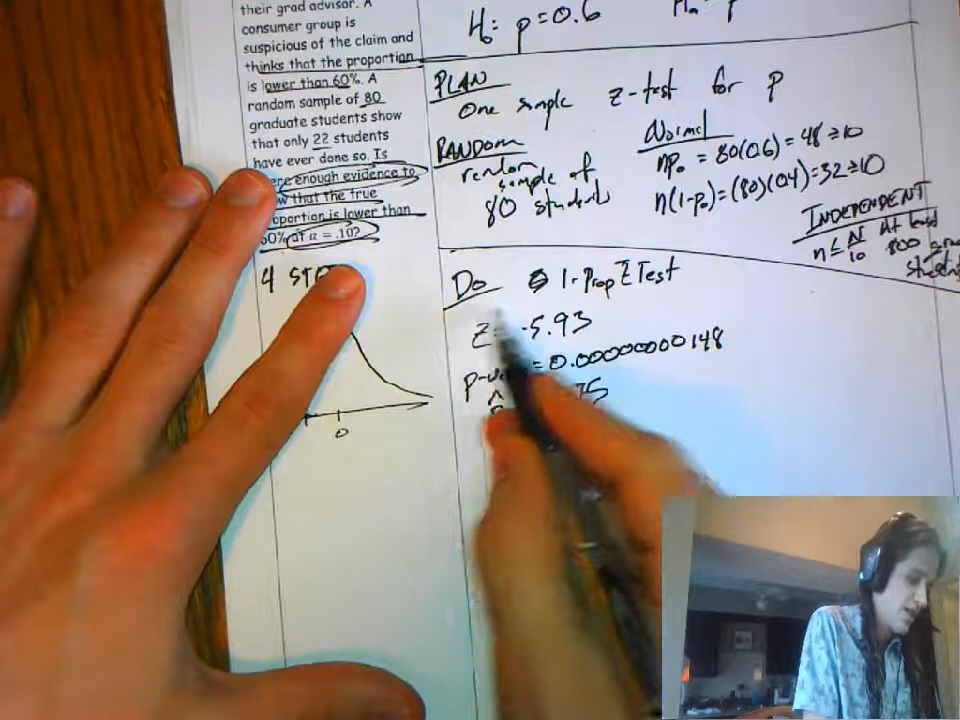 their grad advisor. A
consumer group is
suspicious of the claim and
thinks that the proportion
is lower than 60%. A
random sample of 80
graduate students show
that only 22 students
have ever done so. Is
enough evidence to
that the true
is lower than
at α = .10?
4
H₀: p = 0.6 Hₐ: p
PLAN
One sample z-test for p
RANDOM
random
sample of
80 students
Normal
np₀ = 80(0.6) = 48 ≥ 10
n(1-p₀) = (80)(0.4) = 32 ≥ 10
INDEPENDENT
n ≤ N/10 At least
800
Do 1-Prop Z Test
z = -5.93
= 0.00000000148
0